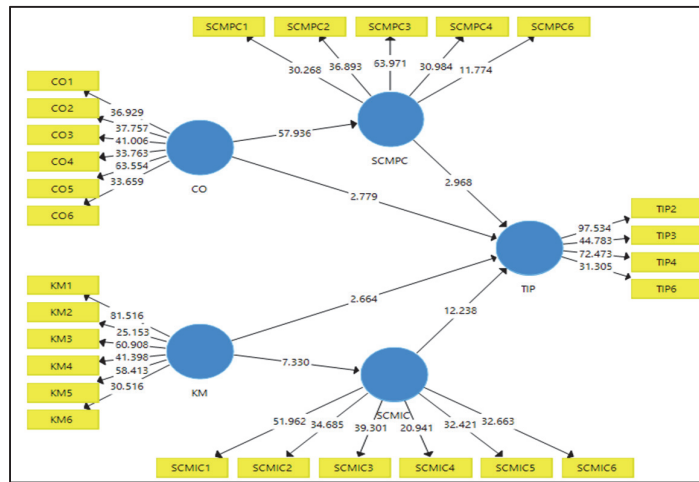 SCMPC1 SCMPC2 SCMPC3 SCMPC4 SCMPC6
30.268 36.893 63.971 30.984 11.774
SCMPC
CO1
CO2
CO3
CO4
CO5
CO6
36.929
37.757
41.006
33.763
63.554
33.659
CO
57.936
2.779
2.968
TIP2
TIP3
TIP4
TIP6
97.534
44.783
72.473
31.305
TIP
KM1
KM2
KM3
KM4
KM5
KM6
81.516
25.153
60.908
41.398
58.413
30.516
KM
2.664
7.330
12.238
SCMIC
51.962 34.685 39.301 20.941 32.421 32.663
SCMIC1 SCMIC2 SCMIC3 SCMIC4 SCMIC5 SCMIC6